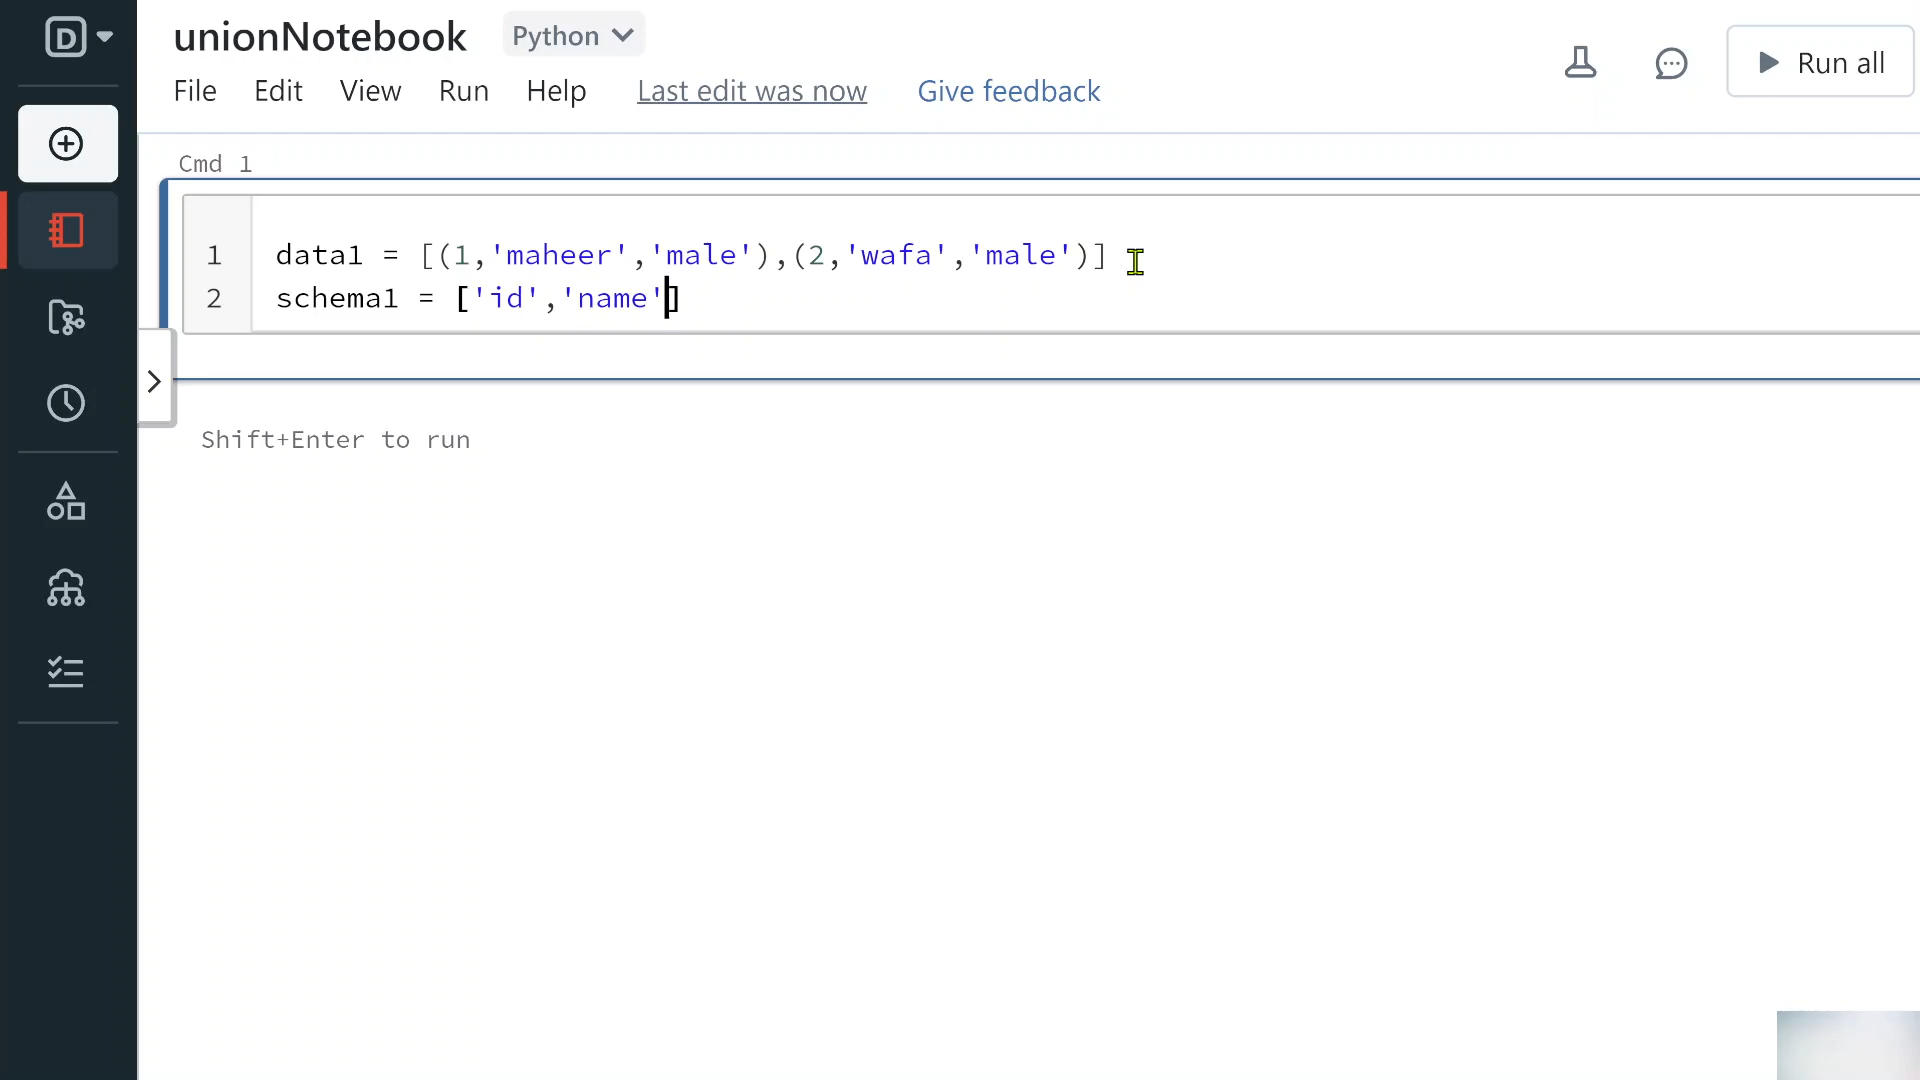 unionNotebook Python
File Edit View Run Help Last edit was now Give feedback
Run all
Cmd 1
1 data1 = [(1,'maheer','male'),(2,'wafa','male')]
2 schema1 = ['id','name']
Shift+Enter to run